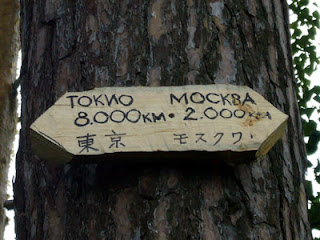 ТОКИО МОСКВА
8.000км • 2.000км
東京 モスクワ